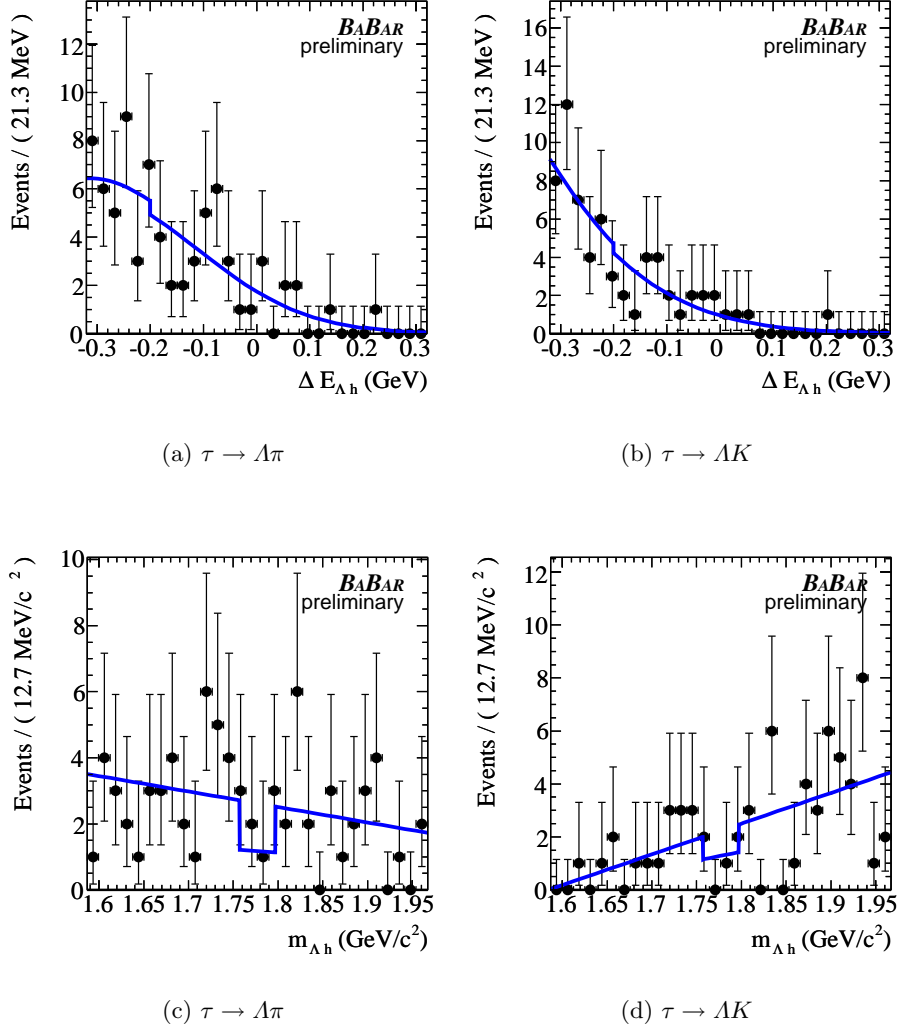 Events / ( 21.3 MeV )
12
10
8
6
4
2
0
BABAR
preliminary
-0.3 -0.2 -0.1 0 0.1 0.2 0.3
Δ E Λ h (GeV)
(a) τ → Λπ
Events / ( 21.3 MeV )
16
14
12
10
8
6
4
2
0
BABAR
preliminary
-0.3 -0.2 -0.1 0 0.1 0.2 0.3
Δ E Λ h (GeV)
(b) τ → ΛK
Events / ( 12.7 MeV/c 2 )
10
8
6
4
2
0
BABAR
preliminary
1.6 1.65 1.7 1.75 1.8 1.85 1.9 1.95
m Λ h (GeV/c²)
(c) τ → Λπ
Events / ( 12.7 MeV/c 2 )
12
10
8
6
4
2
0
BABAR
preliminary
1.6 1.65 1.7 1.75 1.8 1.85 1.9 1.95
m Λ h (GeV/c²)
(d) τ → ΛK